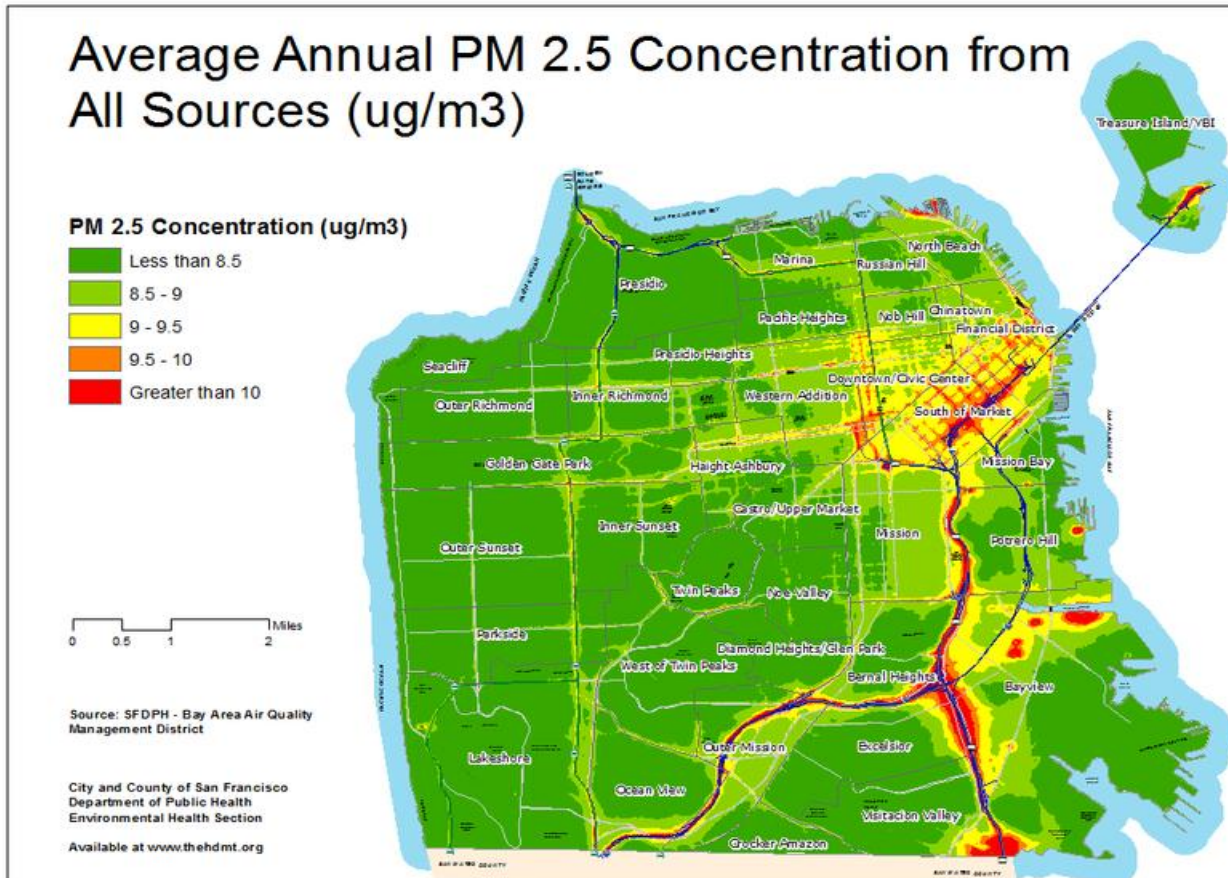 Average Annual PM 2.5 Concentration from
All Sources (ug/m3)
Treasure Island/YBI
PM 2.5 Concentration (ug/m3)
Less than 8.5
8.5 - 9
9 - 9.5
9.5 - 10
Greater than 10
North Beach
Marina
Russian Hill
Presidio
Chinatown
Pacific Heights
Nob Hill
Financial District
Presidio Heights
Seacliff
Downtown/Civic Center
Inner Richmond
Western Addition
Outer Richmond
South of Market
Golden Gate Park
Haight Ashbury
Mission Bay
Castro/Upper Market
Inner Sunset
Mission
Potrero Hill
Outer Sunset
Twin Peaks
Noe Valley
0 0.5 1 2 Miles
Parkside
Diamond Heights/Glen Park
West of Twin Peaks
Bernal Heights
Bayview
Source: SFDPH - Bay Area Air Quality
Management District
Outer Mission
Excelsior
Lakeshore
Ocean View
City and County of San Francisco
Department of Public Health
Environmental Health Section
Visitacion Valley
Crocker Amazon
Available at www.thehdmt.org